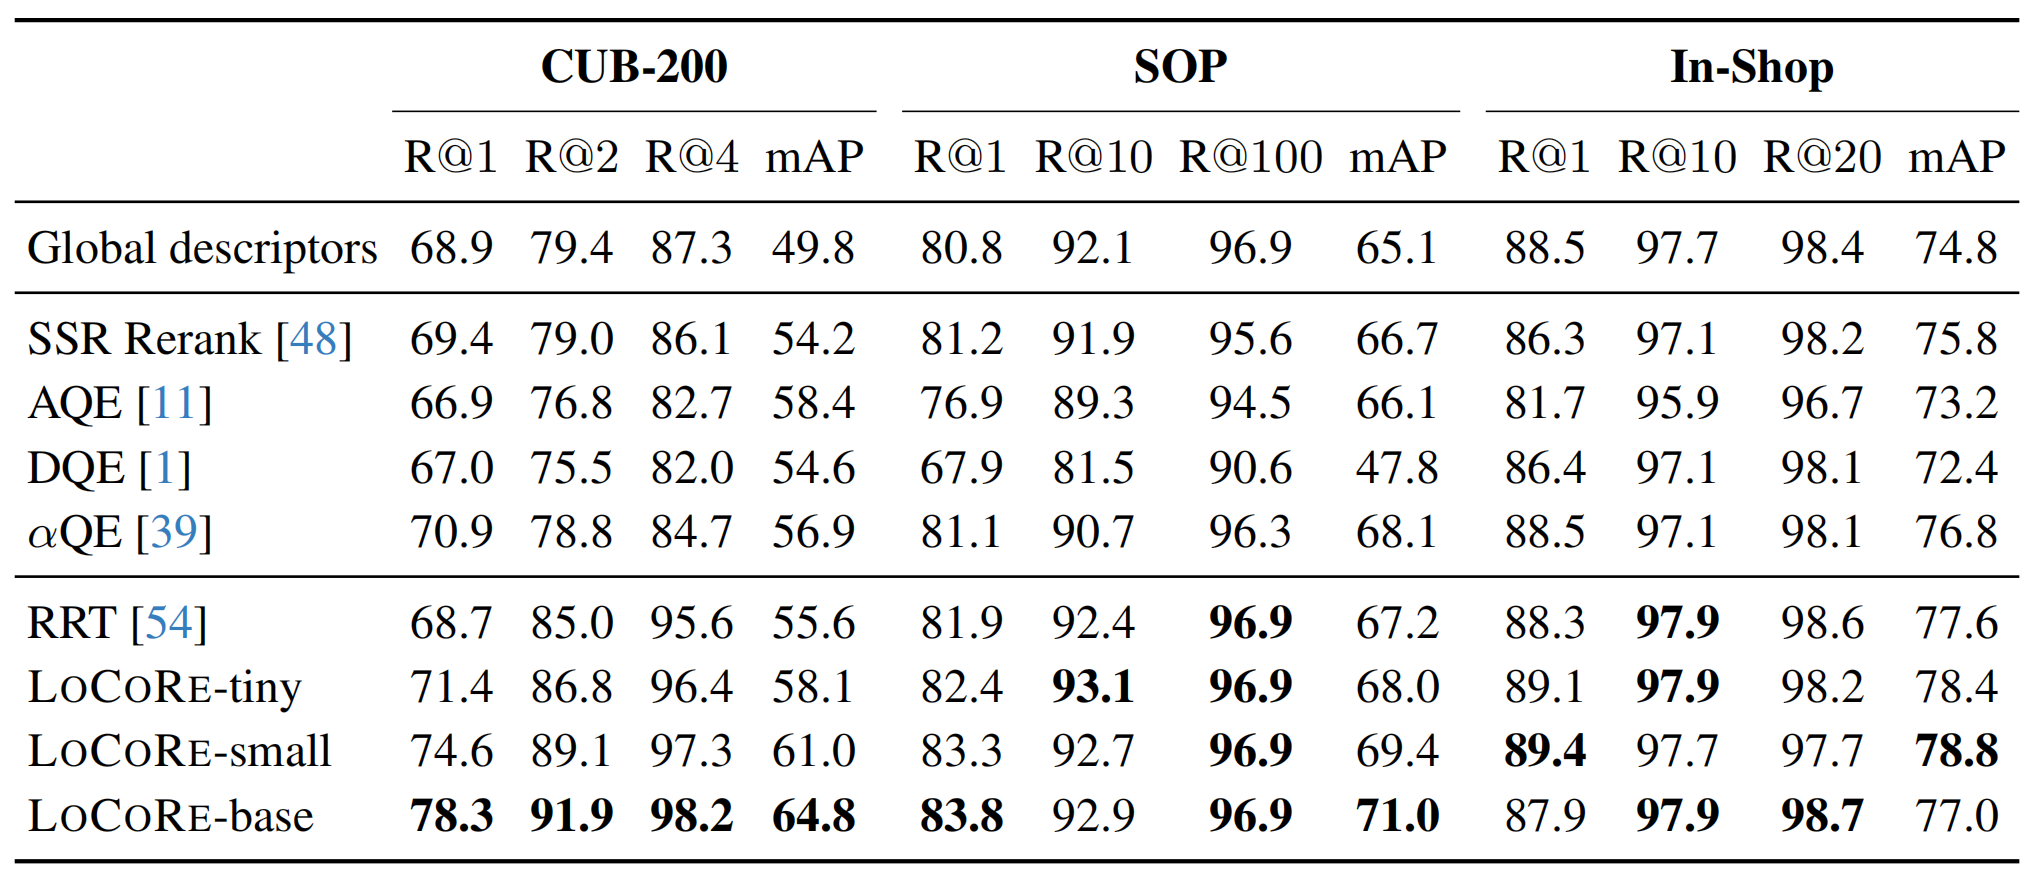 CUB-200 SOP In-Shop
R@1 R@2 R@4 mAP R@1 R@10 R@100 mAP R@1 R@10 R@20 mAP
Global descriptors 68.9 79.4 87.3 49.8 80.8 92.1 96.9 65.1 88.5 97.7 98.4 74.8
SSR Rerank [48] 69.4 79.0 86.1 54.2 81.2 91.9 95.6 66.7 86.3 97.1 98.2 75.8
AQE [11] 66.9 76.8 82.7 58.4 76.9 89.3 94.5 66.1 81.7 95.9 96.7 73.2
DQE [1] 67.0 75.5 82.0 54.6 67.9 81.5 90.6 47.8 86.4 97.1 98.1 72.4
αQE [39] 70.9 78.8 84.7 56.9 81.1 90.7 96.3 68.1 88.5 97.1 98.1 76.8
RRT [54] 68.7 85.0 95.6 55.6 81.9 92.4 96.9 67.2 88.3 97.9 98.6 77.6
LOCORE-tiny 71.4 86.8 96.4 58.1 82.4 93.1 96.9 68.0 89.1 97.9 98.2 78.4
LOCORE-small 74.6 89.1 97.3 61.0 83.3 92.7 96.9 69.4 89.4 97.7 97.7 78.8
LOCORE-base 78.3 91.9 98.2 64.8 83.8 92.9 96.9 71.0 87.9 97.9 98.7 77.0